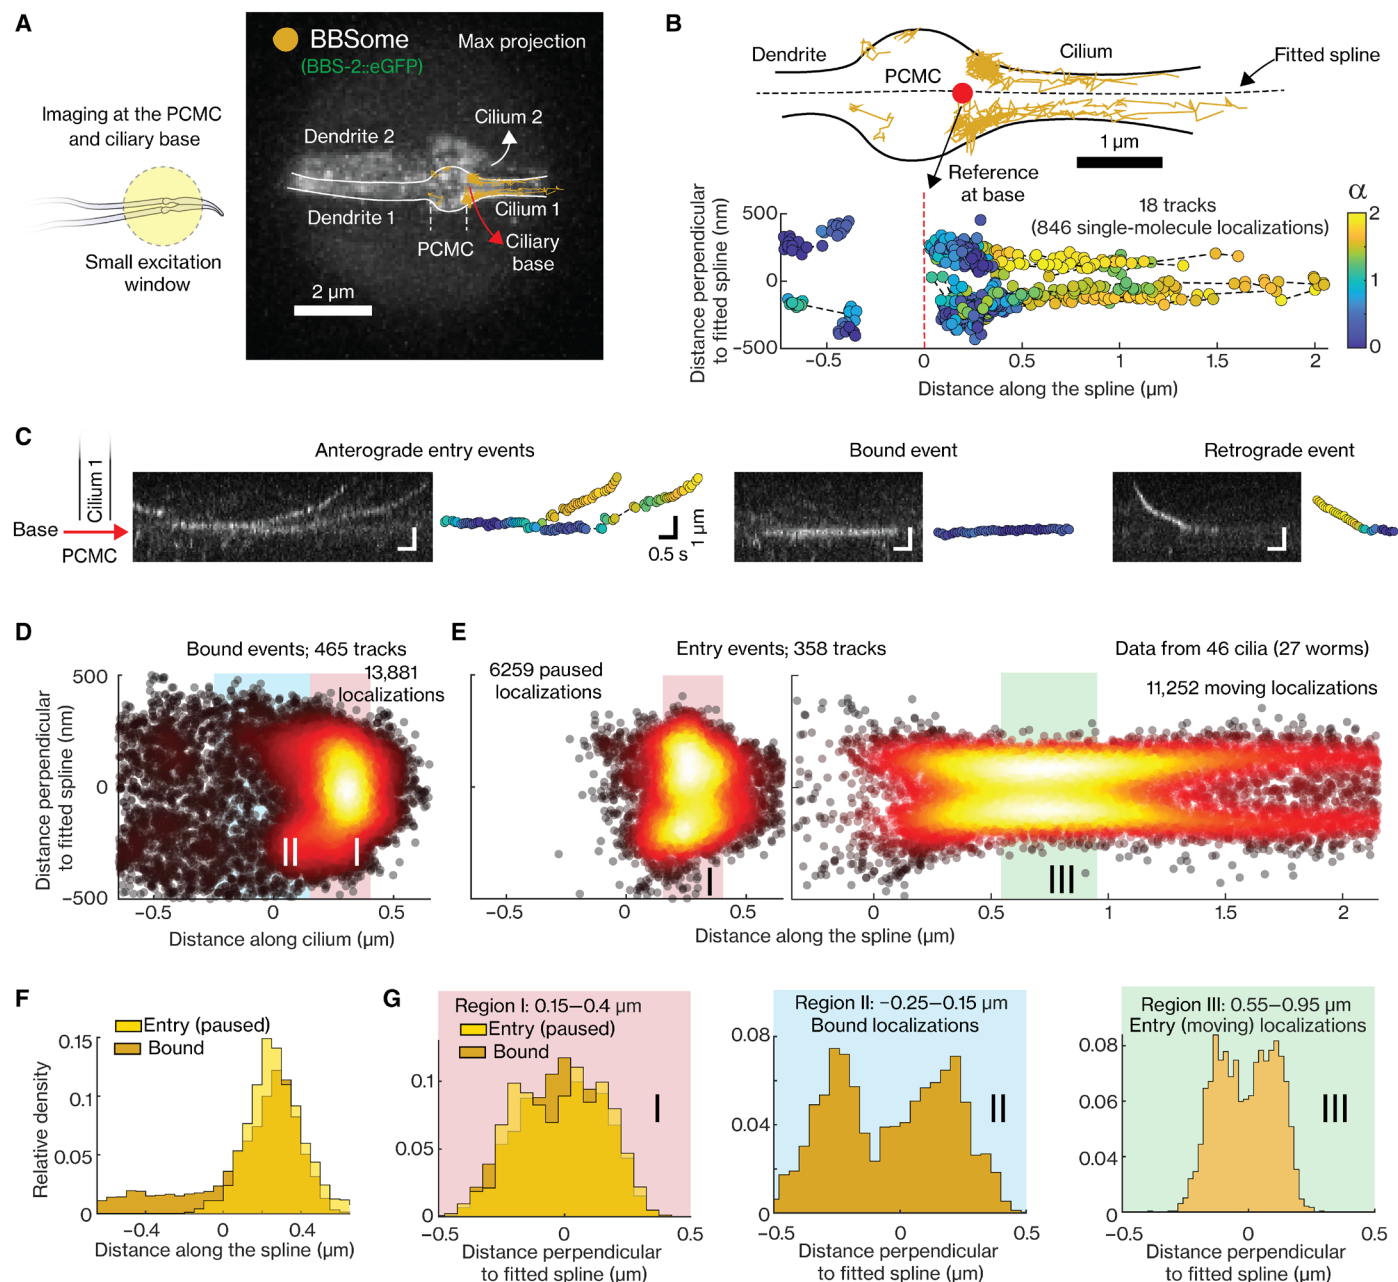 A
BBSome
(BBS-2::eGFP)
Max projection
Imaging at the PCMC
and ciliary base
Small excitation
window
Dendrite 2
Cilium 2
Dendrite 1
Cilium 1
PCMC
Ciliary
base
2 µm
B
Dendrite
PCMC
Cilium
Fitted spline
1 µm
Reference
at base
18 tracks
(846 single-molecule localizations)
α
2
1
0
Distance perpendicular
to fitted spline (nm)
500
0
−500
−0.5
0
0.5
1
1.5
2
Distance along the spline (µm)
C
Cilium 1
Base
PCMC
Anterograde entry events
0.5 s
1 µm
Bound event
Retrograde event
D
Bound events; 465 tracks
13,881
localizations
Distance perpendicular
to fitted spline (nm)
500
0
−500
II
I
−0.5
0
0.5
Distance along cilium (µm)
E
Entry events; 358 tracks
Data from 46 cilia (27 worms)
6259 paused
localizations
11,252 moving localizations
I
III
−0.5
0
0.5
0
0.5
1
1.5
2
Distance along the spline (µm)
F
Entry (paused)
Bound
Relative density
0.15
0.1
0.05
0
−0.4
0
0.4
Distance along the spline (µm)
G
Region I: 0.15–0.4 µm
Entry (paused)
Bound
I
0.1
0.05
0
−0.5
0
0.5
Distance perpendicular
to fitted spline (µm)
Region II: −0.25–0.15 µm
Bound localizations
II
0.08
0.04
0
−0.5
0
0.5
Distance perpendicular
to fitted spline (µm)
Region III: 0.55–0.95 µm
Entry (moving) localizations
III
0.08
0.06
0.04
0
−0.5
0
0.5
Distance perpendicular
to fitted spline (µm)